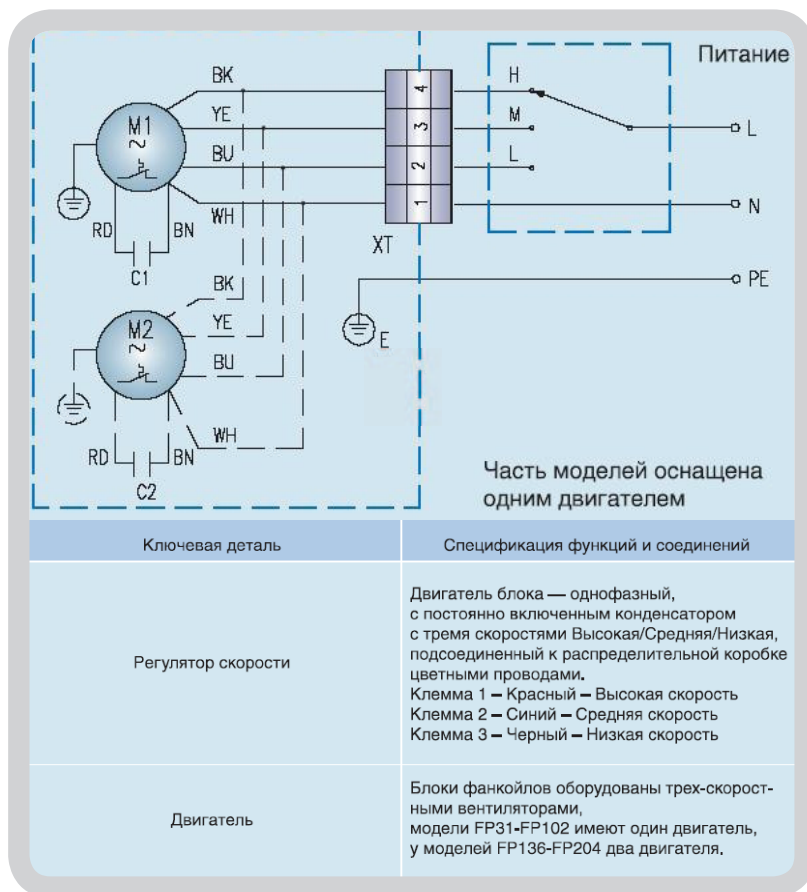 Питание
BK
H
4
YE
M
3
M1
~
L
BU
L
2
WH
1
N
RD
BN
XT
C1
PE
BK
E
M2
~
YE
BU
WH
RD
BN
C2
Часть моделей оснащена
одним двигателем
Ключевая деталь
Спецификация функций и соединений
Регулятор скорости
Двигатель блока — однофазный,
с постоянно включенным конденсатором
с тремя скоростями Высокая/Средняя/Низкая,
подсоединенный к распределительной коробке
цветными проводами.
Клемма 1 – Красный – Высокая скорость
Клемма 2 – Синий – Средняя скорость
Клемма 3 – Черный – Низкая скорость
Двигатель
Блоки фанкойлов оборудованы трех-скорост-
ными вентиляторами,
модели FP31-FP102 имеют один двигатель,
у моделей FP136-FP204 два двигателя.